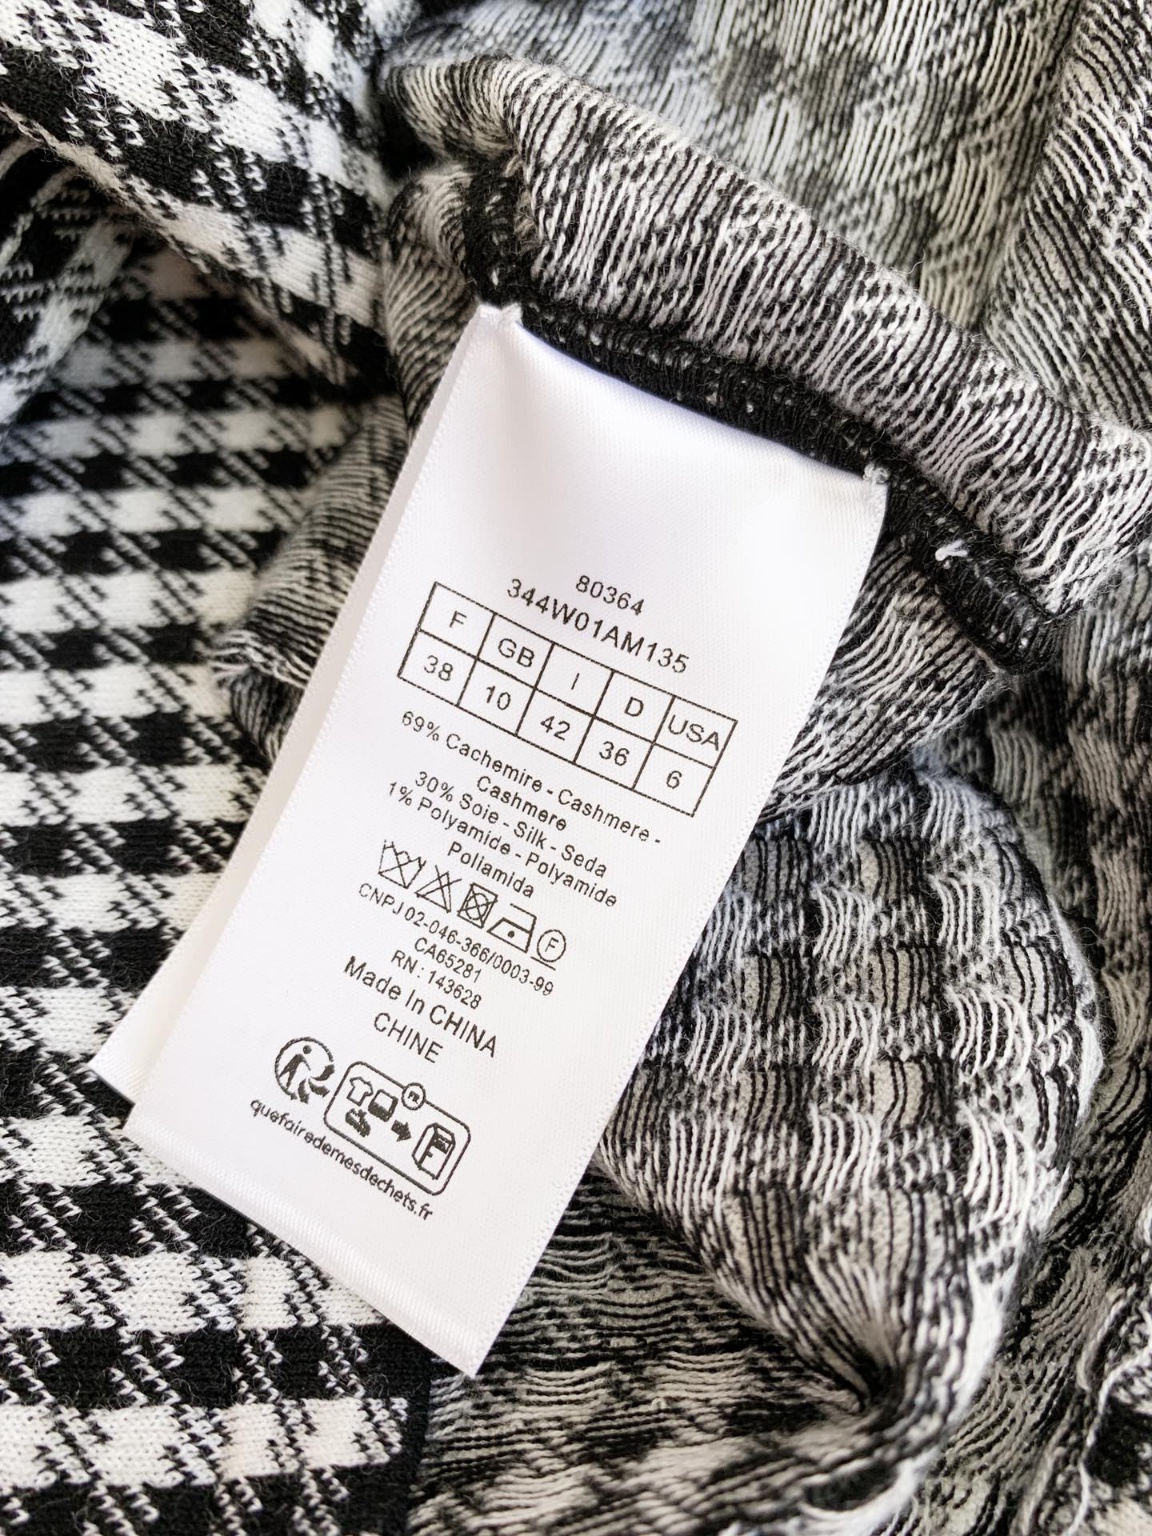 80364
344W01AM135
F GB I D USA
38 10 42 36 6
69% Cachemire - Cashmere -
Cashmere
30% Soie - Silk - Seda
1% Polyamide - Polyamide
Poliamida
F
CNPJ 02-046-366/0003-99
CA65281
RN : 143628
Made In CHINA
CHINE
FR
F
quefairedemesdechets.fr